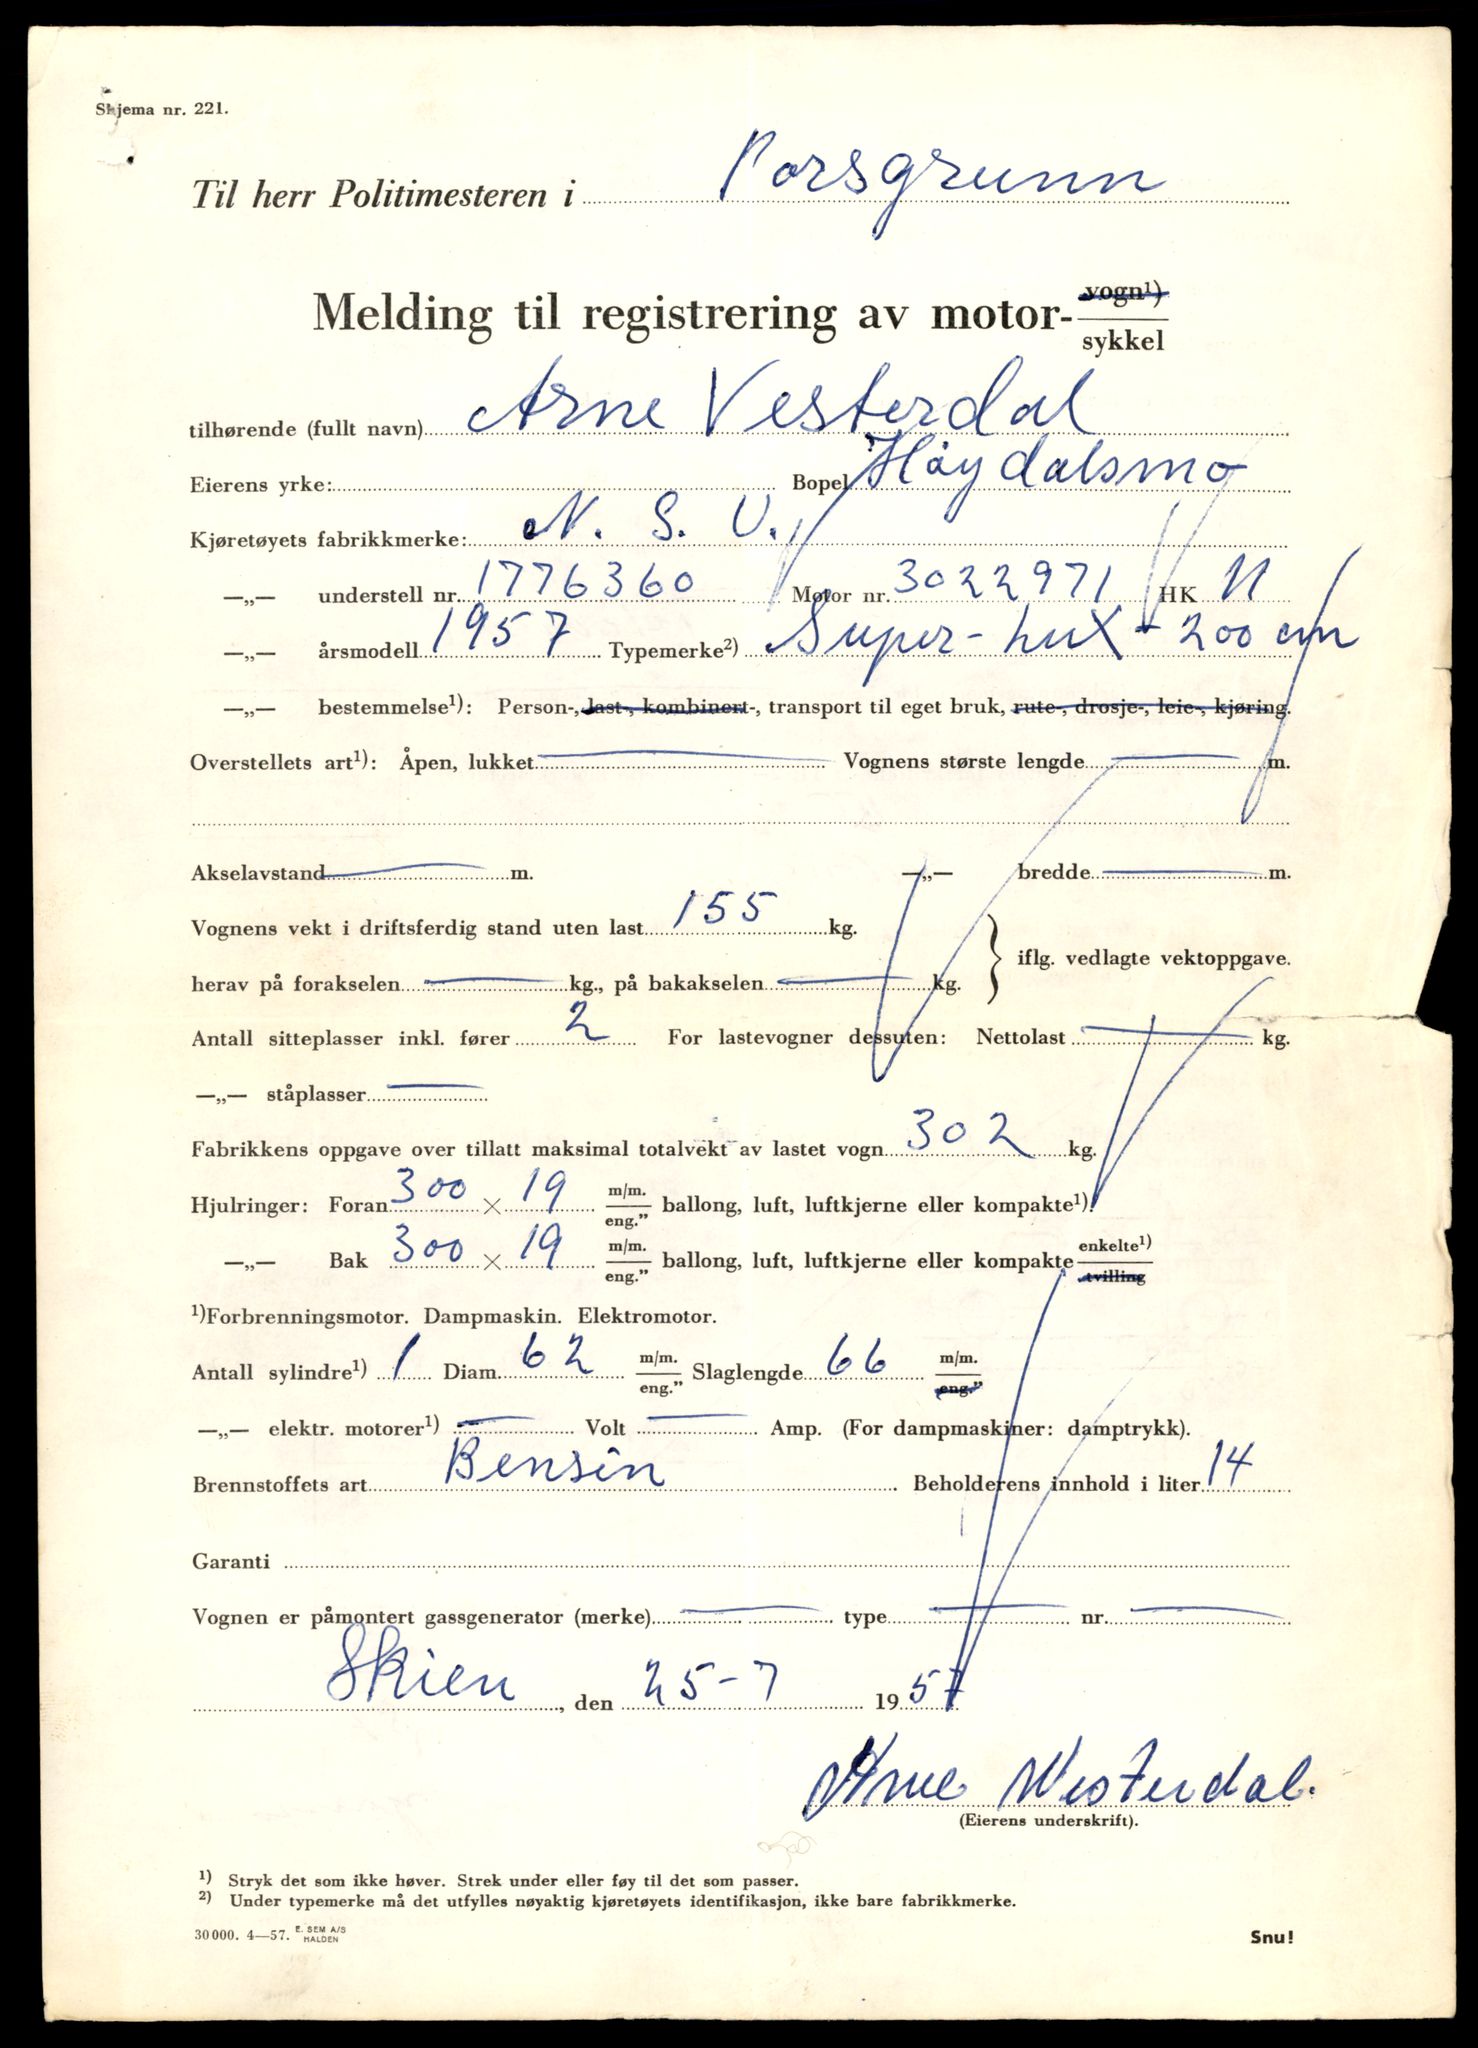 Skjema nr. 221.
Til herr Politimesteren i Porsgrunn
Melding til registrering av motor- vogn¹) / sykkel
tilhørende (fullt navn) Arne Vesterdal
Eierens yrke: Bopel Høydalsmo
Kjøretøyets fabrikkmerke: N. S. U.
—„— understell nr. 1776360 Motor nr. 3022971 HK 11
—„— årsmodell 1957 Typemerke²) Super-Lux - 200 cm
—„— bestemmelse¹): Person-, last-, kombinert-, transport til eget bruk, rute-, drosje-, leie-, kjøring.
Overstellets art¹): Åpen, lukket — Vognens største lengde — m.
Akselavstand — m. —„— bredde — m.
Vognens vekt i driftsferdig stand uten last 155 kg.
iflg. vedlagte vektoppgave.
herav på forakselen — kg., på bakakselen — kg.
Antall sitteplasser inkl. fører 2 For lastevogner dessuten: Nettolast — kg.
—„— ståplasser —
Fabrikkens oppgave over tillatt maksimal totalvekt av lastet vogn 302 kg.
Hjulringer: Foran 300 × 19 m/m. / eng.” ballong, luft, luftkjerne eller kompakte¹)
—„— Bak 300 × 19 m/m. / eng.” ballong, luft, luftkjerne eller kompakte enkelte¹) / tvilling
¹)Forbrenningsmotor. Dampmaskin. Elektromotor.
Antall sylindre¹) 1 Diam. 62 m/m. / eng.” Slaglengde 66 m/m. / eng.”
—„— elektr. motorer¹) — Volt — Amp. (For dampmaskiner: damptrykk).
Brennstoffets art Bensin Beholderens innhold i liter 14
Garanti
Vognen er påmontert gassgenerator (merke) — type — nr. —
Skien, den 25-7 1957
Arne Westerdal.
(Eierens underskrift).
¹) Stryk det som ikke høver. Strek under eller føy til det som passer.
²) Under typemerke må det utfylles nøyaktig kjøretøyets identifikasjon, ikke bare fabrikkmerke.
30000. 4—57. E. SEM A/S HALDEN
Snu!